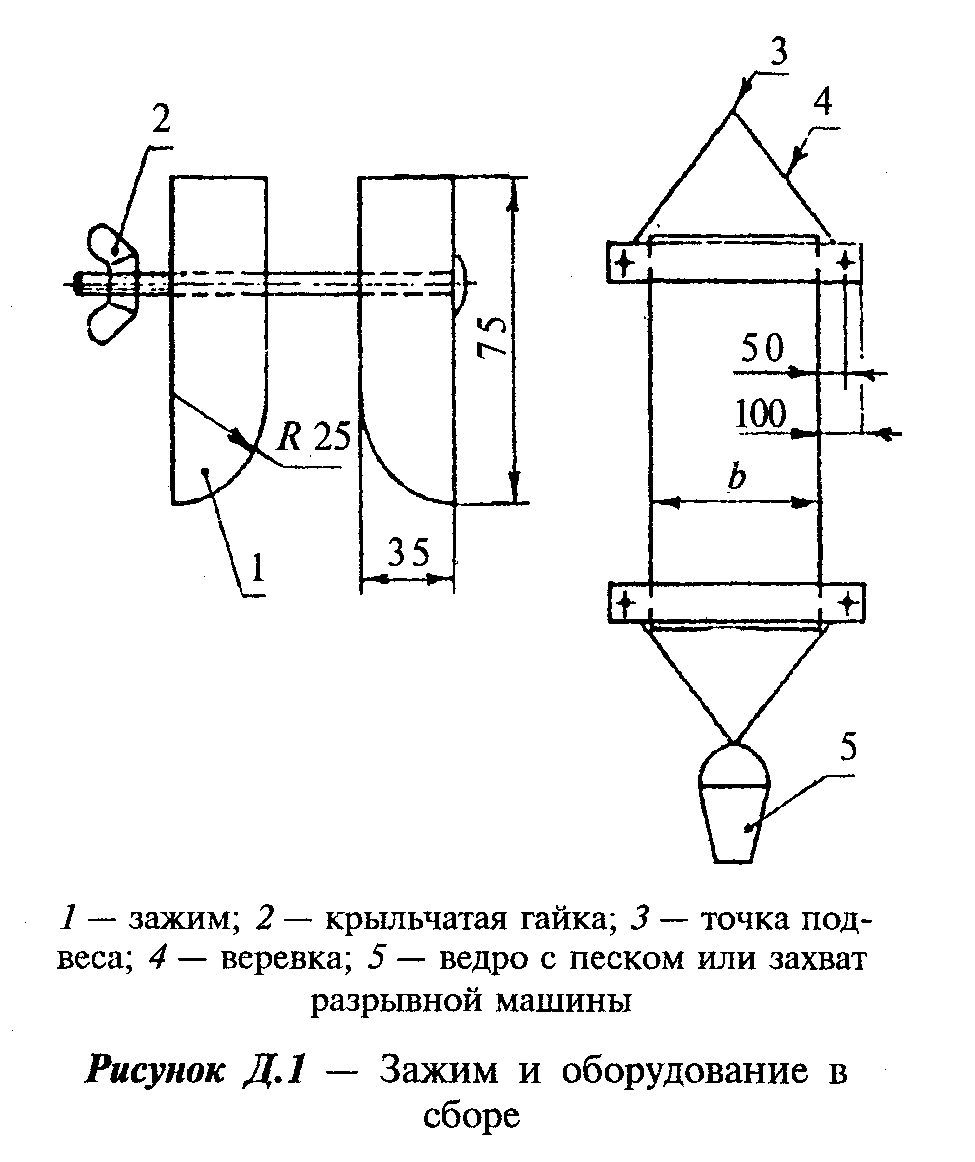 3
4
2
50
75
100
R 25
b
35
1
5
1 — зажим; 2 — крыльчатая гайка; 3 — точка под-
веса; 4 — веревка; 5 — ведро с песком или захват
разрывной машины
Рисунок Д.1 — Зажим и оборудование в
сборе